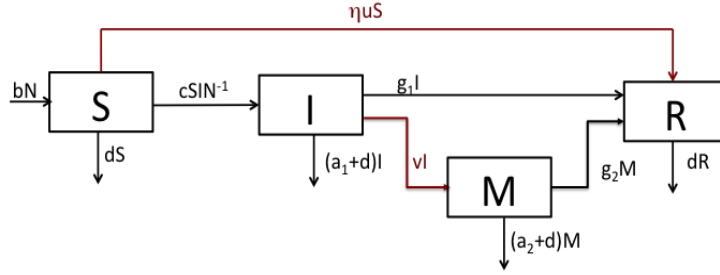 ηuS
bN
S
cSIN⁻¹
I
g₁I
R
dS
(a₁+d)I
vI
M
g₂M
dR
(a₂+d)M